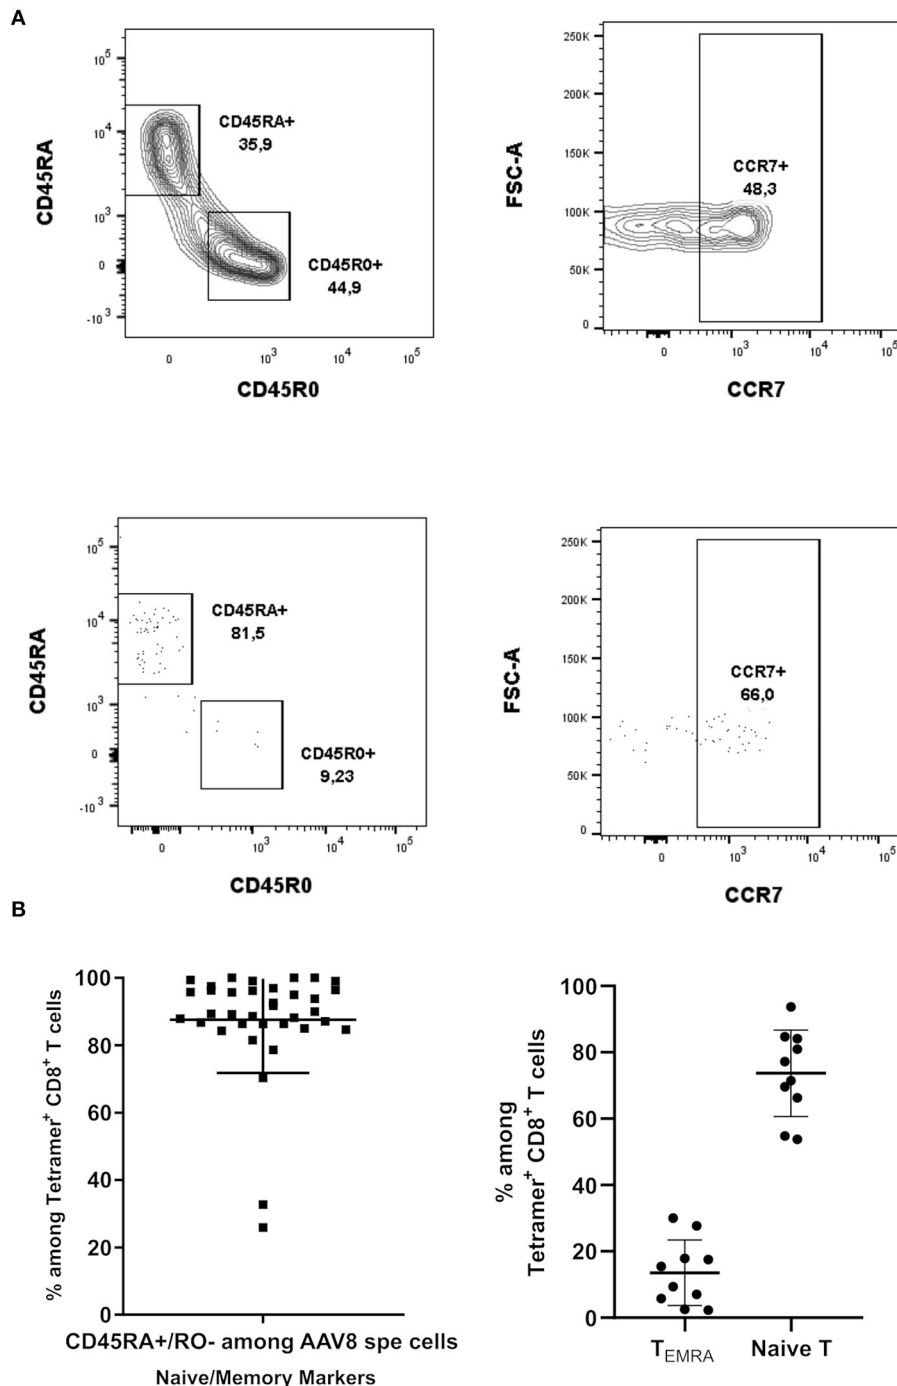 A
CD45RA
10^5
10^4
10^3
0
-10^3
CD45RA+
35,9
CD45R0+
44,9
0
10^3
10^4
10^5
CD45R0
FSC-A
250K
200K
150K
100K
50K
0
CCR7+
48,3
0
10^3
10^4
10^5
CCR7
CD45RA
10^5
10^4
10^3
0
-10^3
CD45RA+
81,5
CD45R0+
9,23
0
10^3
10^4
10^5
CD45R0
FSC-A
250K
200K
150K
100K
50K
0
CCR7+
66,0
0
10^3
10^4
10^5
CCR7
B
% among Tetramer+ CD8+ T cells
100
80
60
40
20
0
CD45RA+/RO- among AAV8 spe cells
Naive/Memory Markers
% among
Tetramer+ CD8+ T cells
100
80
60
40
20
0
TEMRA
Naive T